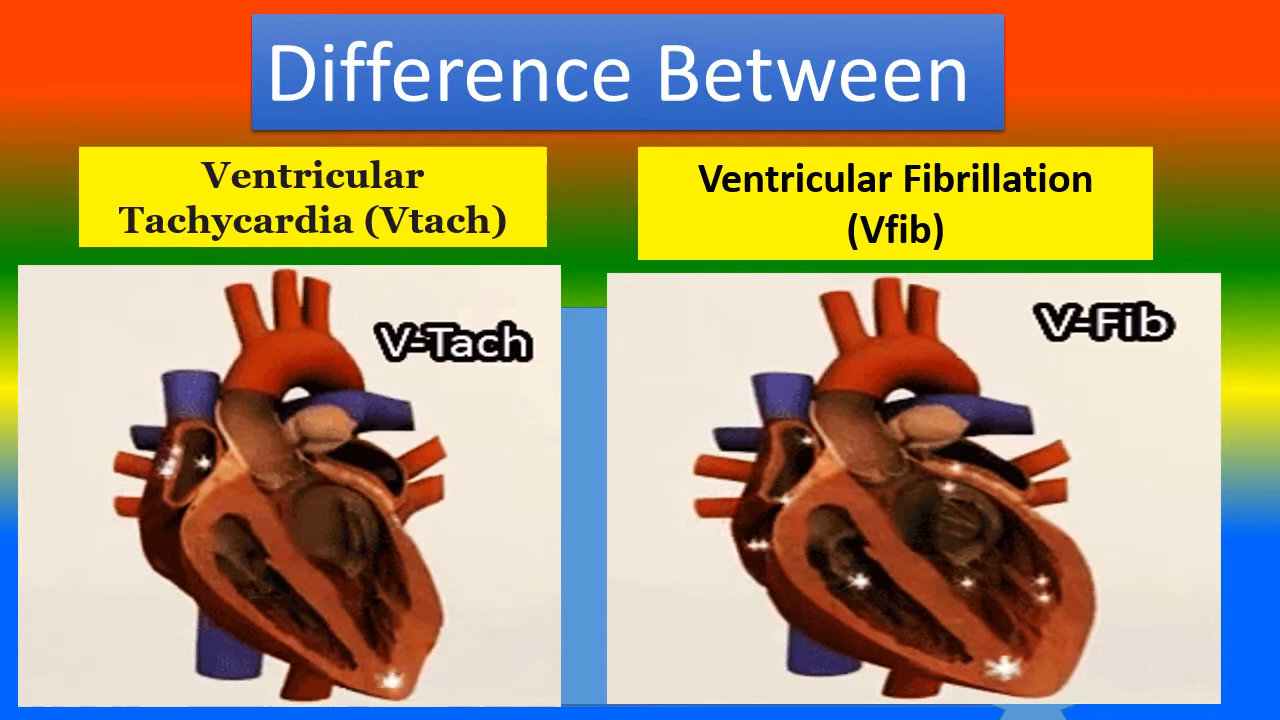 Difference Between
Ventricular
Tachycardia (Vtach)
Ventricular Fibrillation
(Vfib)
V-Tach
V-Fib